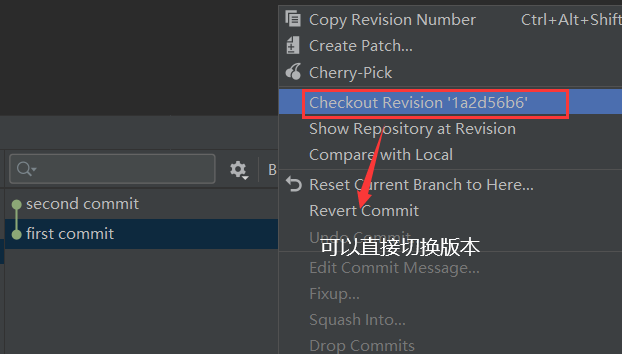 Copy Revision Number Ctrl+Alt+Shift
Create Patch...
Cherry-Pick
Checkout Revision '1a2d56b6'
Show Repository at Revision
Compare with Local
B
Reset Current Branch to Here...
second commit
Revert Commit
first commit
Undo Commit...
可以直接切换版本
Edit Commit Message...
Fixup...
Squash Into...
Drop Commits